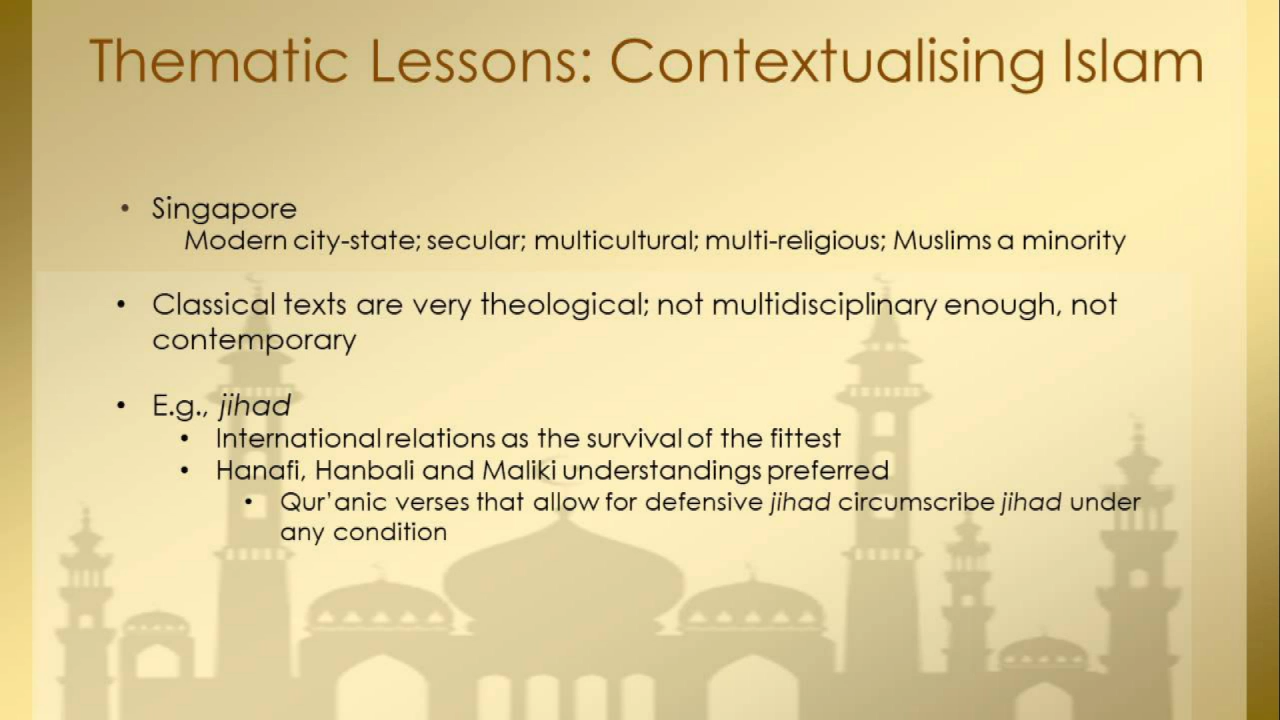 Thematic Lessons: Contextualising Islam
• Singapore
Modern city-state; secular; multicultural; multi-religious; Muslims a minority
• Classical texts are very theological; not multidisciplinary enough, not
contemporary
• E.g., jihad
• International relations as the survival of the fittest
• Hanafi, Hanbali and Maliki understandings preferred
• Qur'anic verses that allow for defensive jihad circumscribe jihad under
any condition